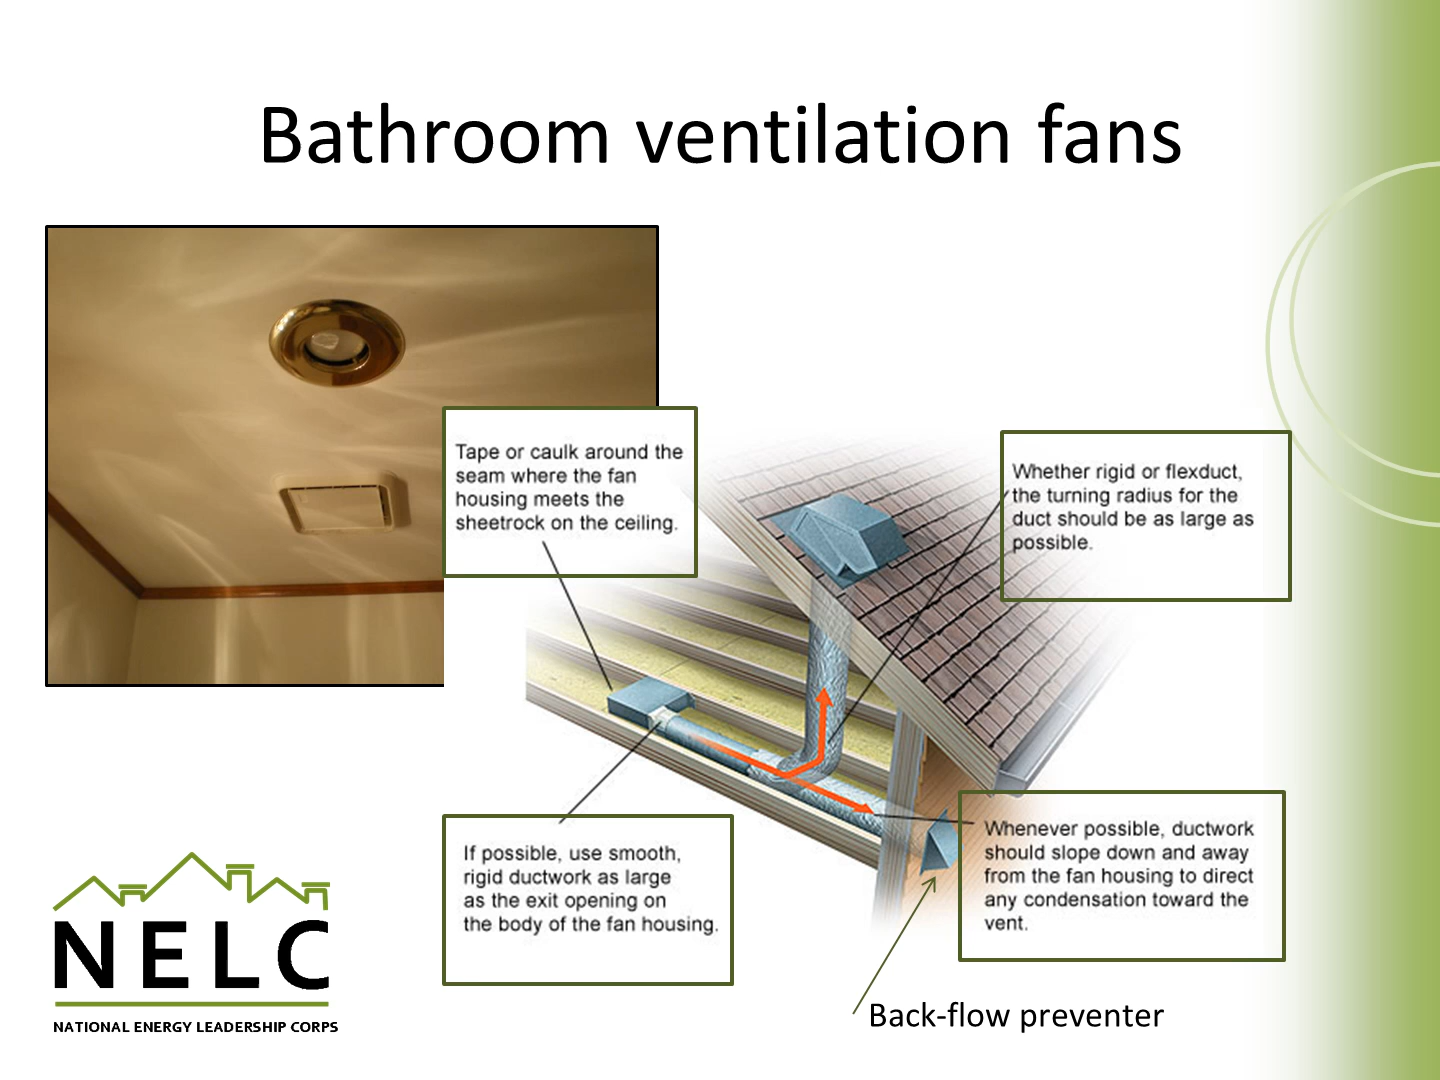 Bathroom ventilation fans
Tape or caulk around the
seam where the fan
housing meets the
sheetrock on the ceiling.
Whether rigid or flexduct,
the turning radius for the
duct should be as large as
possible.
If possible, use smooth,
rigid ductwork as large
as the exit opening on
the body of the fan housing.
Whenever possible, ductwork
should slope down and away
from the fan housing to direct
any condensation toward the
vent.
Back-flow preventer
NELC
NATIONAL ENERGY LEADERSHIP CORPS